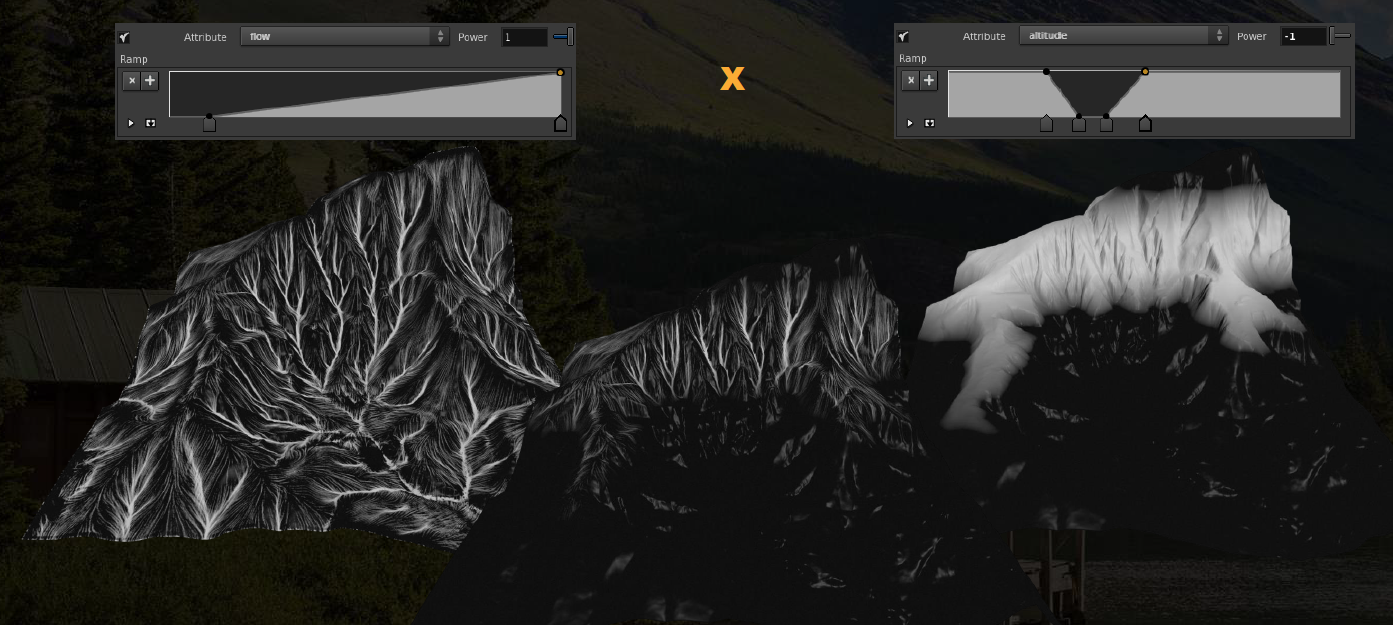 Attribute flow Power 1
Ramp
x
Attribute altitude Power -1
Ramp